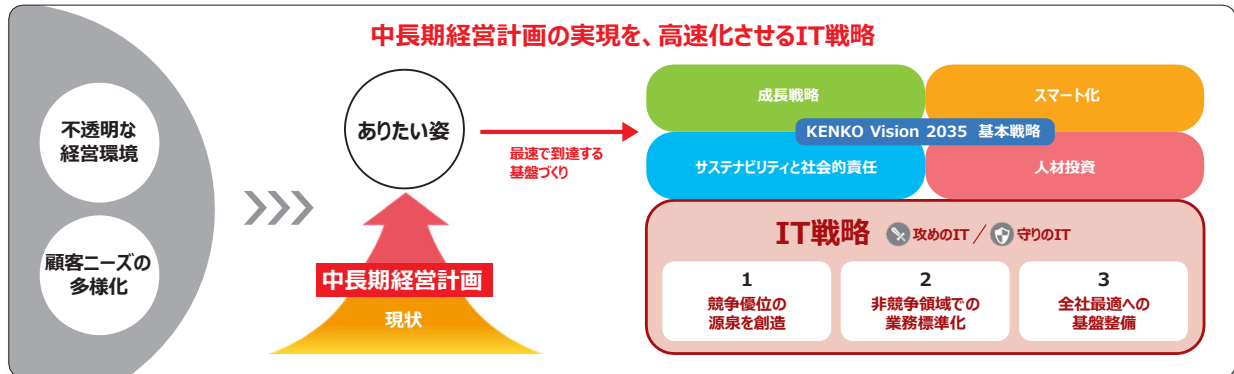 中長期経営計画の実現を、高速化させるIT戦略
不透明な
経営環境
顧客ニーズの
多様化
ありたい姿
中長期経営計画
現状
最速で到達する
基盤づくり
成長戦略
スマート化
KENKO Vision 2035 基本戦略
サステナビリティと社会的責任
人材投資
IT戦略 攻めのIT / 守りのIT
1
競争優位の
源泉を創造
2
非競争領域での
業務標準化
3
全社最適への
基盤整備